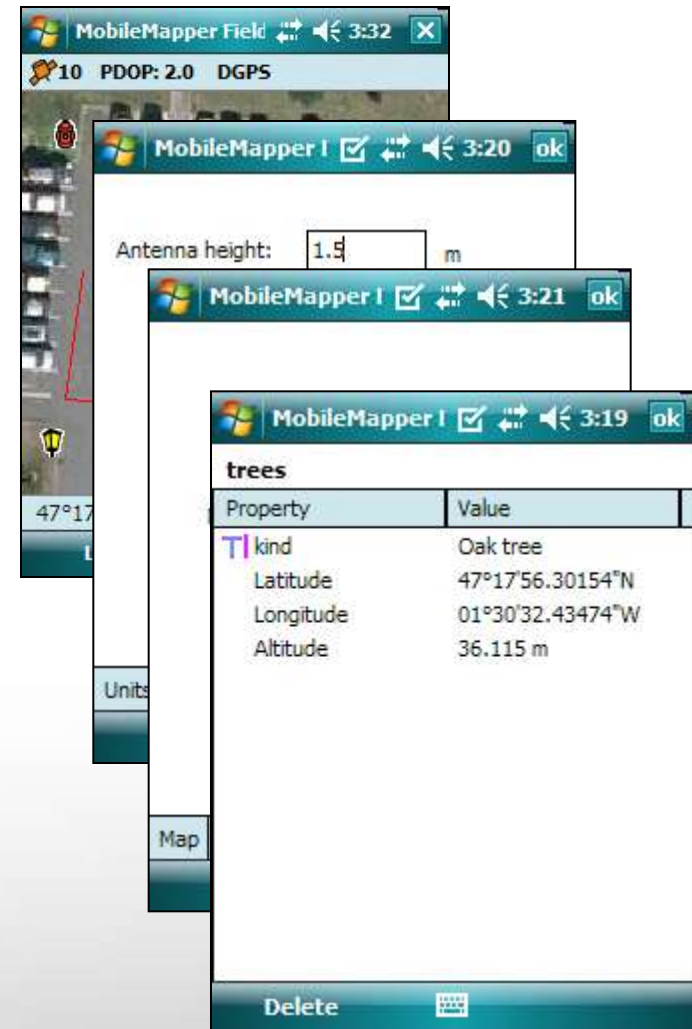 MobileMapper Field 3:32
10 PDOP: 2.0 DGPS
MobileMapper 3:20 ok
Antenna height: 1.5 m
MobileMapper 3:21 ok
MobileMapper 3:19 ok
trees
Property Value
kind Oak tree
Latitude 47°17'56.30154"N
Longitude 01°30'32.43474"W
Altitude 36.115 m
47°17
Units
Map
Delete